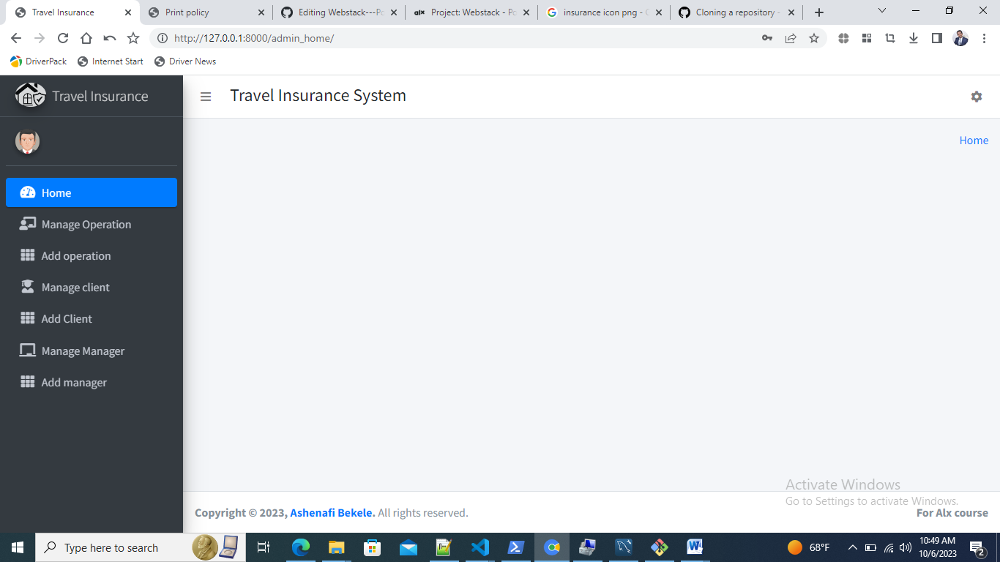 Travel Insurance
Print policy
Editing Webstack---Po
alx Project: Webstack - Po
insurance icon png - G
Cloning a repository -
http://127.0.0.1:8000/admin_home/
DriverPack
Internet Start
Driver News
Travel Insurance
Travel Insurance System
Home
Home
Manage Operation
Add operation
Manage client
Add Client
Manage Manager
Add manager
Activate Windows
Go to Settings to activate Windows.
Copyright © 2023, Ashenafi Bekele. All rights reserved.
For Alx course
Type here to search
68°F
10:49 AM
10/6/2023
2